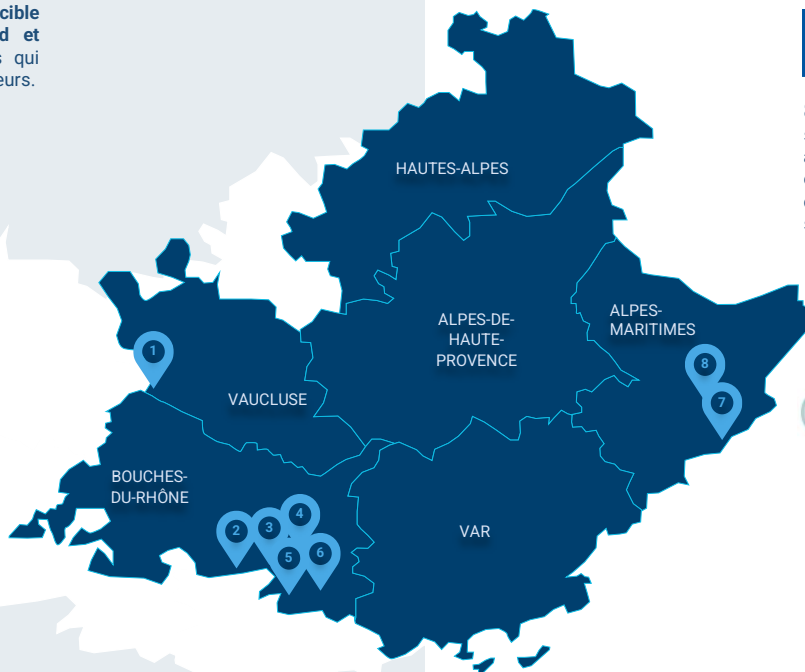 cible
d et
qui
eurs.
HAUTES-ALPES
ALPES-DE-
HAUTE-
PROVENCE
ALPES-
MARITIMES
1
8
7
VAUCLUSE
BOUCHES-
DU-RHÔNE
2
3
4
5
6
VAR